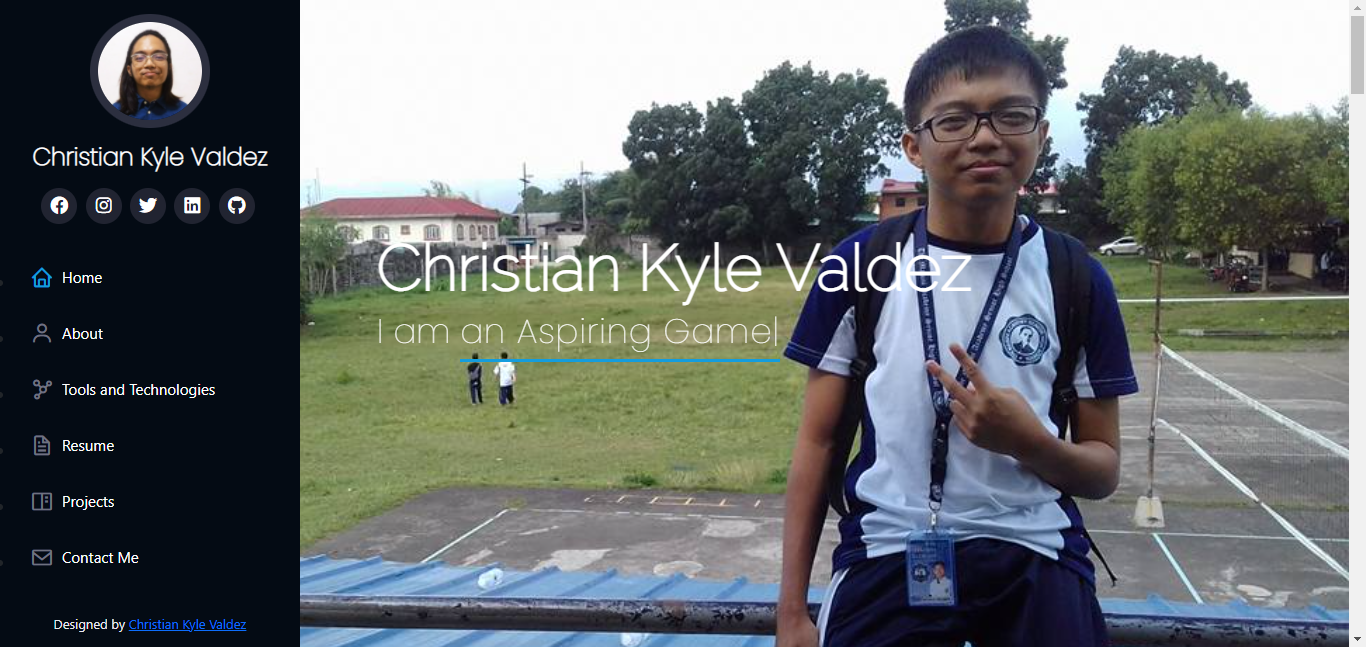 Christian Kyle Valdez
Home
About
Tools and Technologies
Resume
Projects
Contact Me
Designed by Christian Kyle Valdez
Christian Kyle Valdez
I am an Aspiring Game|